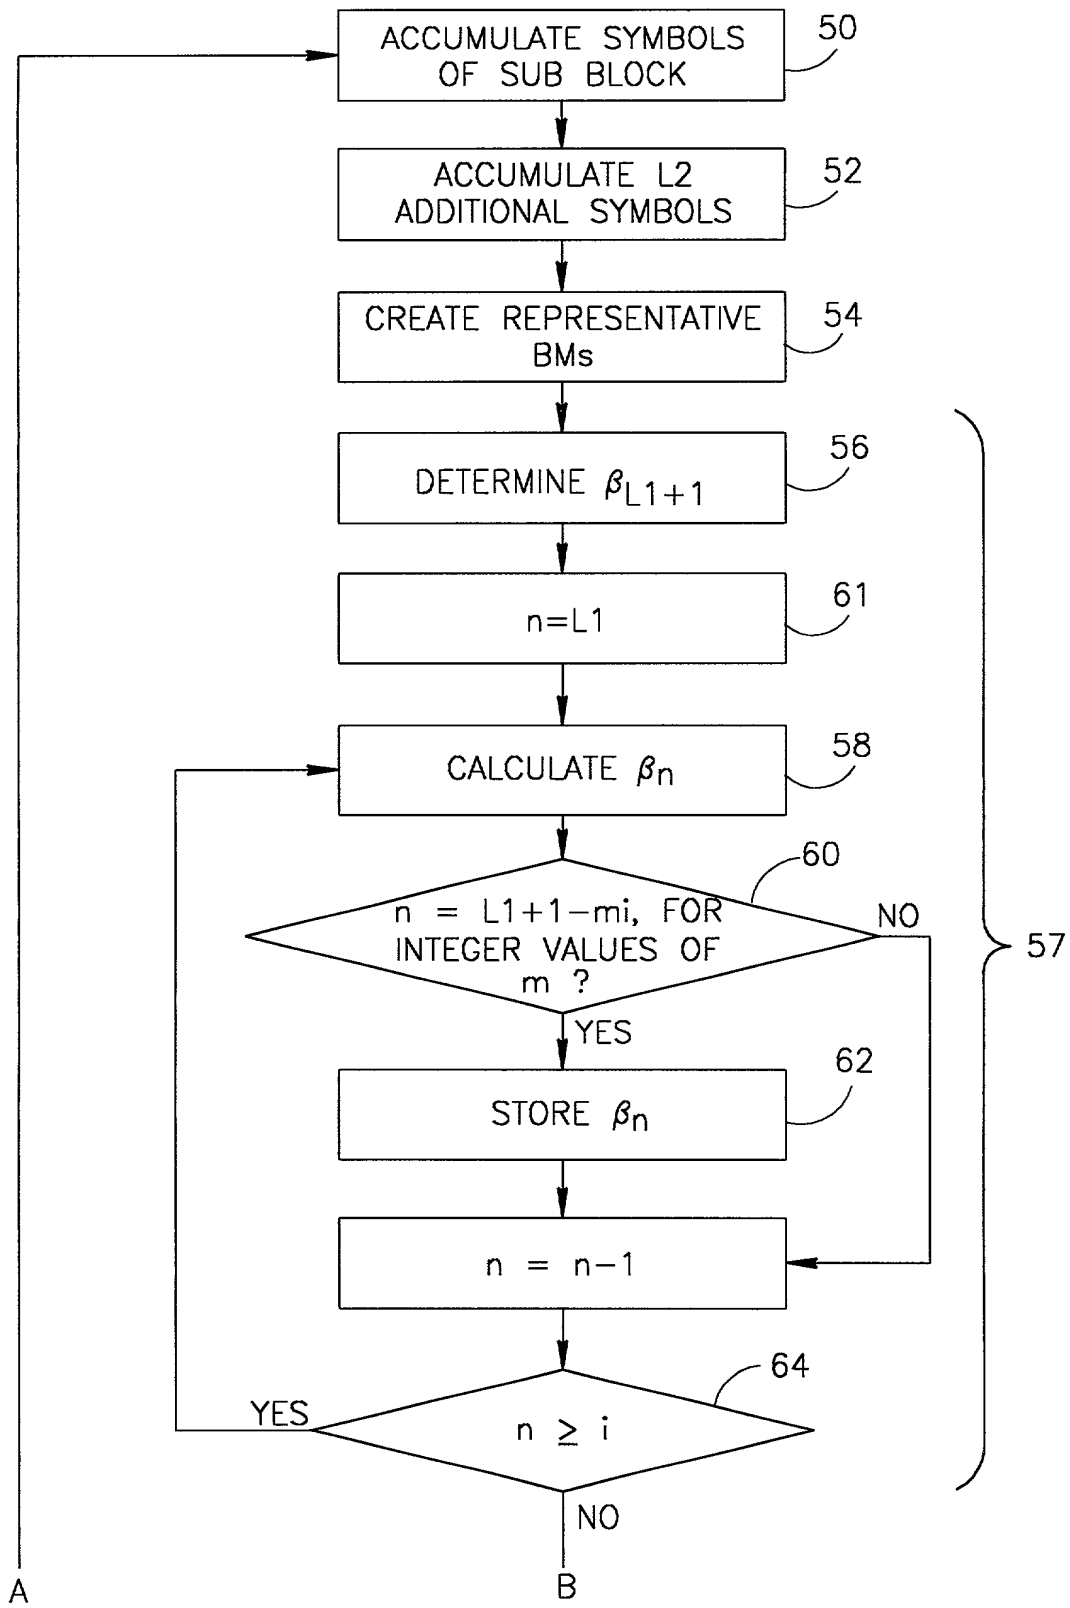 ACCUMULATE SYMBOLS
OF SUB BLOCK
50
ACCUMULATE L2
ADDITIONAL SYMBOLS
52
CREATE REPRESENTATIVE
BMs
54
DETERMINE βL1+1
56
n=L1
61
CALCULATE βn
58
60
n = L1+1-mi, FOR
INTEGER VALUES OF
m ?
NO
57
YES
STORE βn
62
n = n-1
64
YES
n ≥ i
NO
A
B